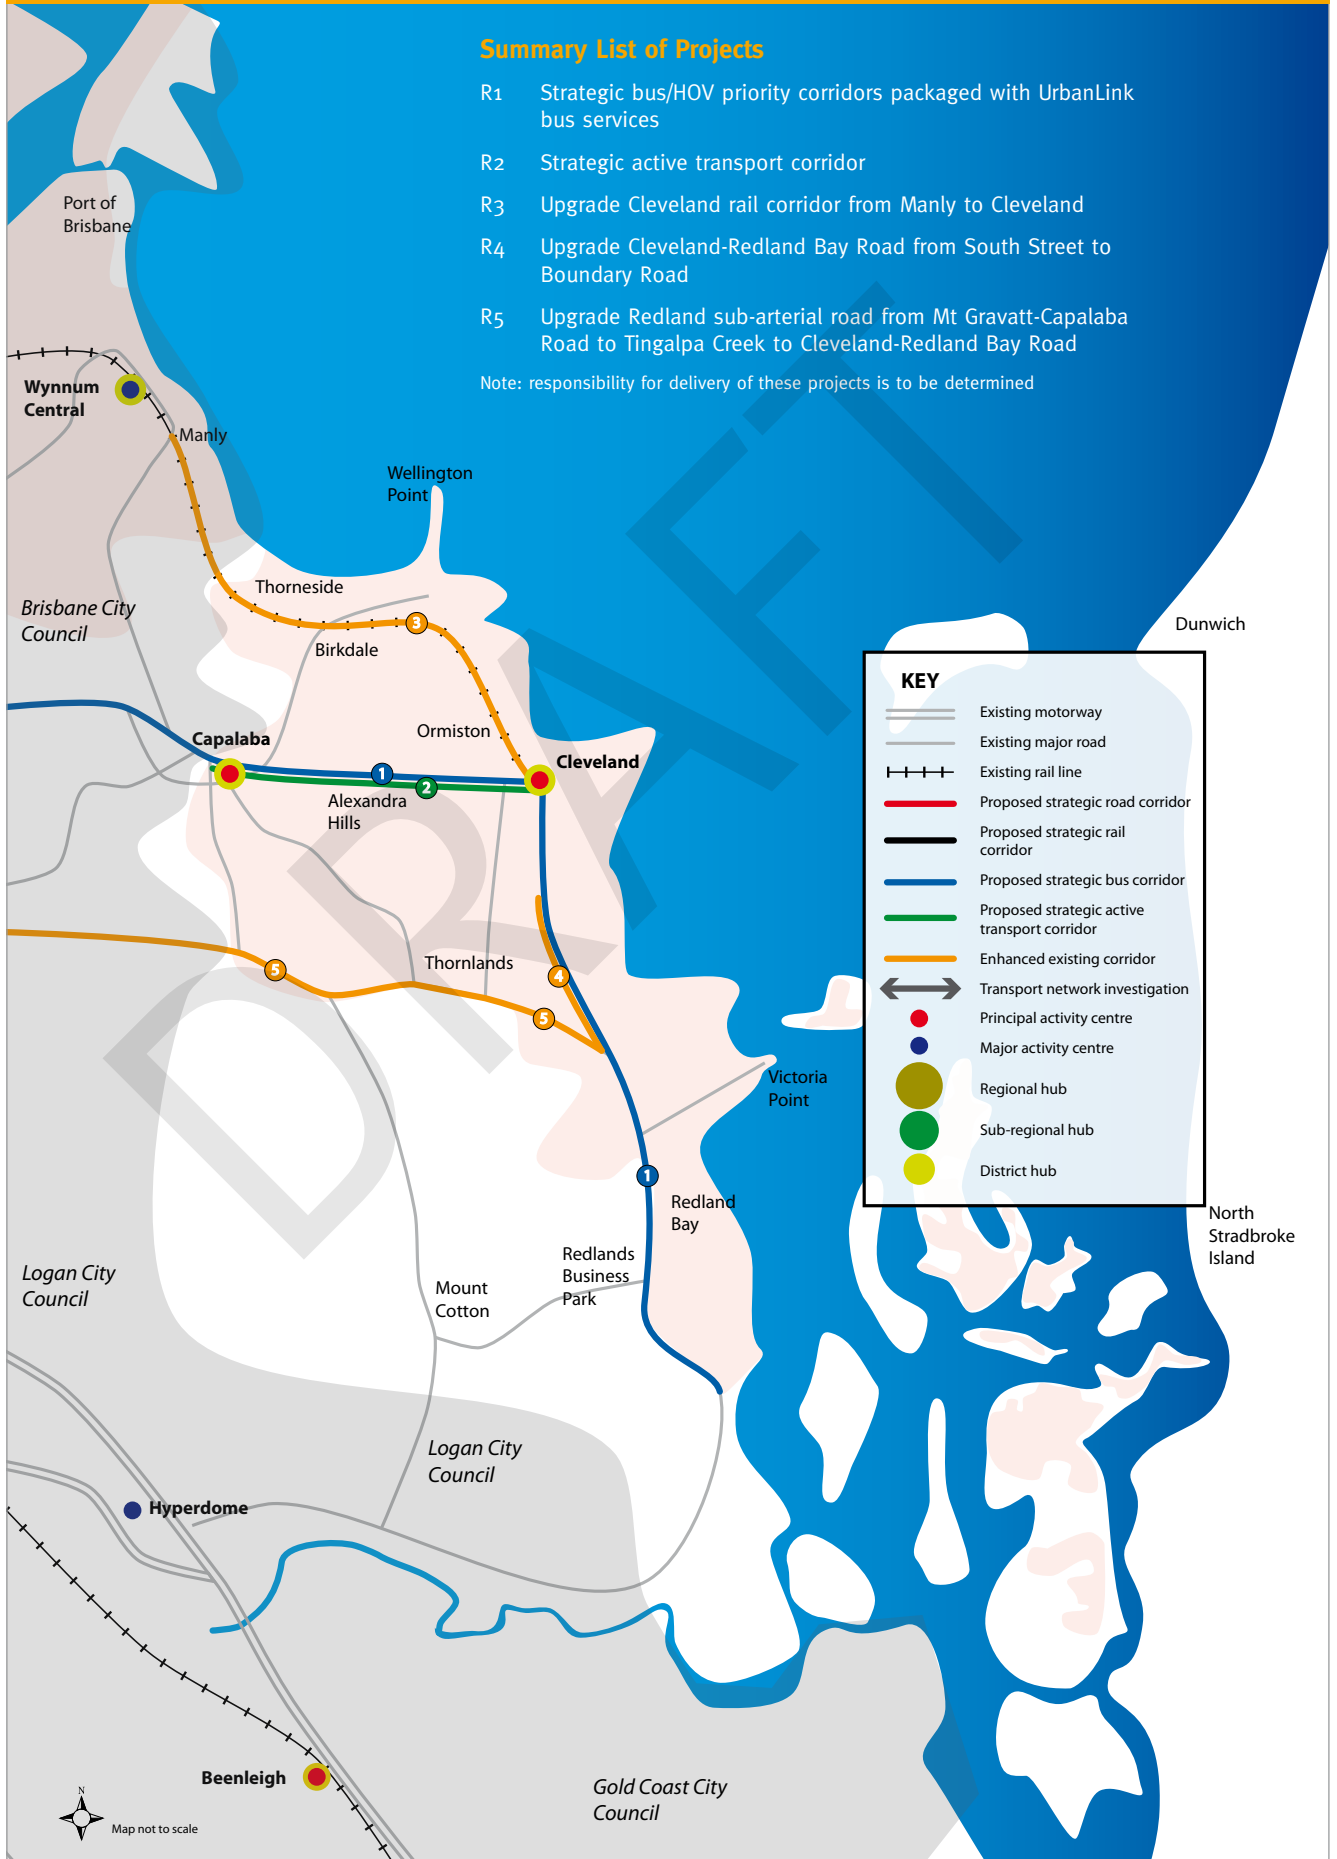 Summary List of Projects
R1 Strategic bus/HOV priority corridors packaged with UrbanLink
bus services
R2 Strategic active transport corridor
R3 Upgrade Cleveland rail corridor from Manly to Cleveland
R4 Upgrade Cleveland-Redland Bay Road from South Street to
Boundary Road
R5 Upgrade Redland sub-arterial road from Mt Gravatt-Capalaba
Road to Tingalpa Creek to Cleveland-Redland Bay Road
Note: responsibility for delivery of these projects is to be determined
Port of
Brisbane
Wynnum
Central
Manly
Wellington
Point
Thorneside
Brisbane City
Council
3
Birkdale
Dunwich
Ormiston
Capalaba
Cleveland
1
2
Alexandra
Hills
Thornlands
5
4
5
Victoria
Point
1
Redland
Bay
Redlands
Business
Park
Mount
Cotton
Logan City
Council
Logan City
Council
Hyperdome
Beenleigh
Gold Coast City
Council
North
Stradbroke
Island
KEY
Existing motorway
Existing major road
Existing rail line
Proposed strategic road corridor
Proposed strategic rail
corridor
Proposed strategic bus corridor
Proposed strategic active
transport corridor
Enhanced existing corridor
Transport network investigation
Principal activity centre
Major activity centre
Regional hub
Sub-regional hub
District hub
N
Map not to scale
DRAFT